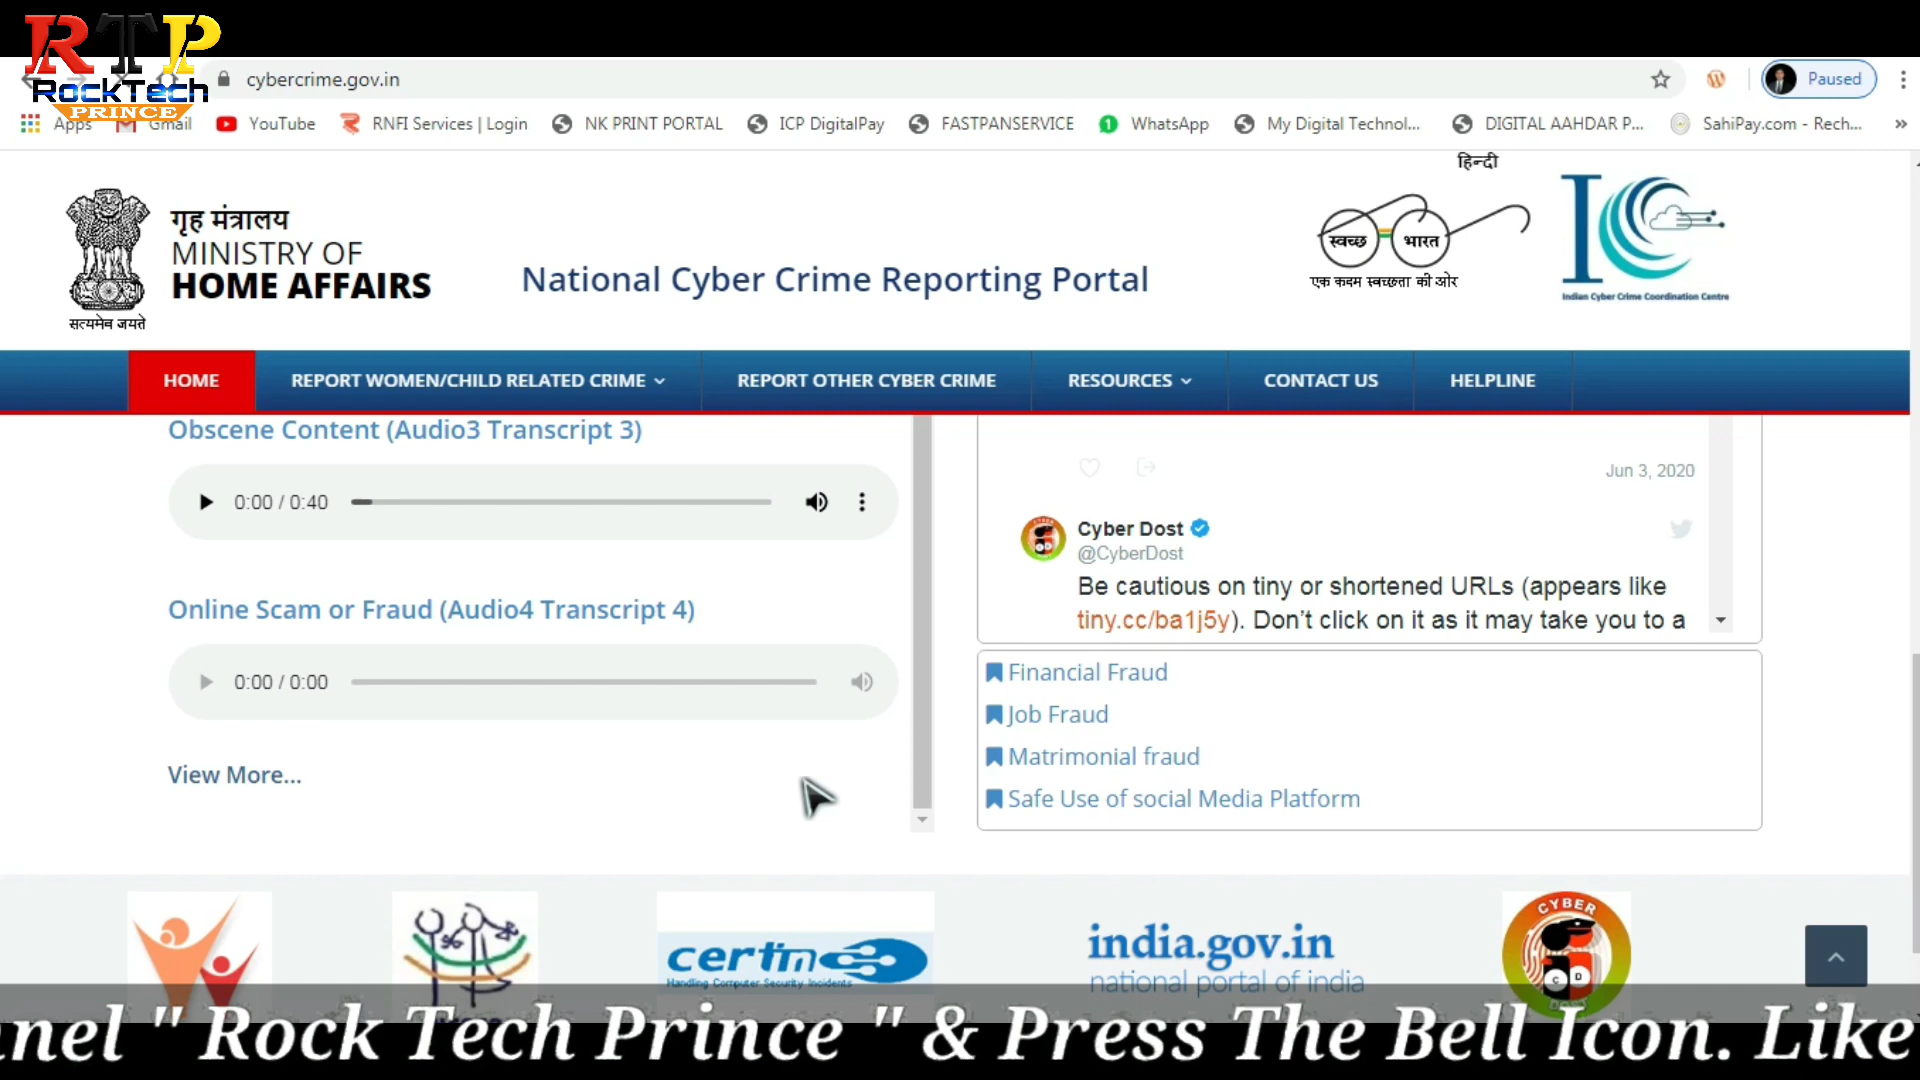 RTP
RockTech
PRINCE
cybercrime.gov.in
Paused
Apps
Gmail
YouTube
RNFI Services | Login
NK PRINT PORTAL
ICP DigitalPay
FASTPANSERVICE
1
WhatsApp
My Digital Technol...
DIGITAL AAHDAR P...
SahiPay.com - Rech...
»
हिन्दी
गृह मंत्रालय
MINISTRY OF
HOME AFFAIRS
सत्यमेव जयते
National Cyber Crime Reporting Portal
स्वच्छ भारत
एक कदम स्वच्छता की ओर
Indian Cyber Crime Coordination Centre
HOME
REPORT WOMEN/CHILD RELATED CRIME
REPORT OTHER CYBER CRIME
RESOURCES
CONTACT US
HELPLINE
Obscene Content (Audio3 Transcript 3)
0:00 / 0:40
Online Scam or Fraud (Audio4 Transcript 4)
0:00 / 0:00
View More...
Jun 3, 2020
Cyber Dost
@CyberDost
Be cautious on tiny or shortened URLs (appears like
tiny.cc/ba1j5y). Don’t click on it as it may take you to a
Financial Fraud
Job Fraud
Matrimonial fraud
Safe Use of social Media Platform
certin
Handling Computer Security Incidents
india.gov.in
national portal of india
CYBER
C D
DOST
nnel " Rock Tech Prince " & Press The Bell Icon. Like